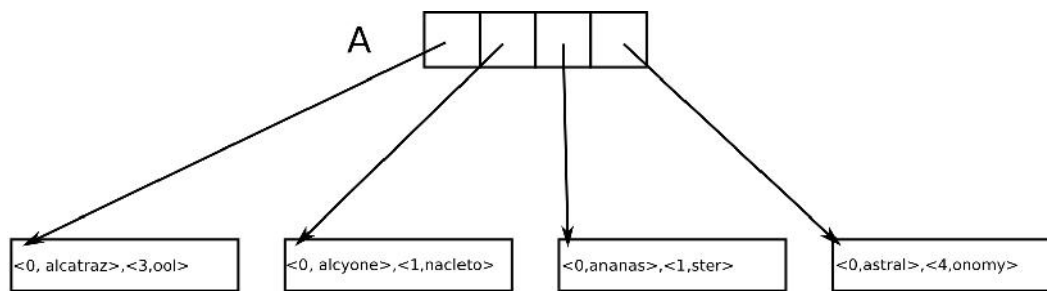 A
<0, alcatraz>,<3,ool>
<0, alcyone>,<1,nacleto>
<0,ananas>,<1,ster>
<0,astral>,<4,onomy>